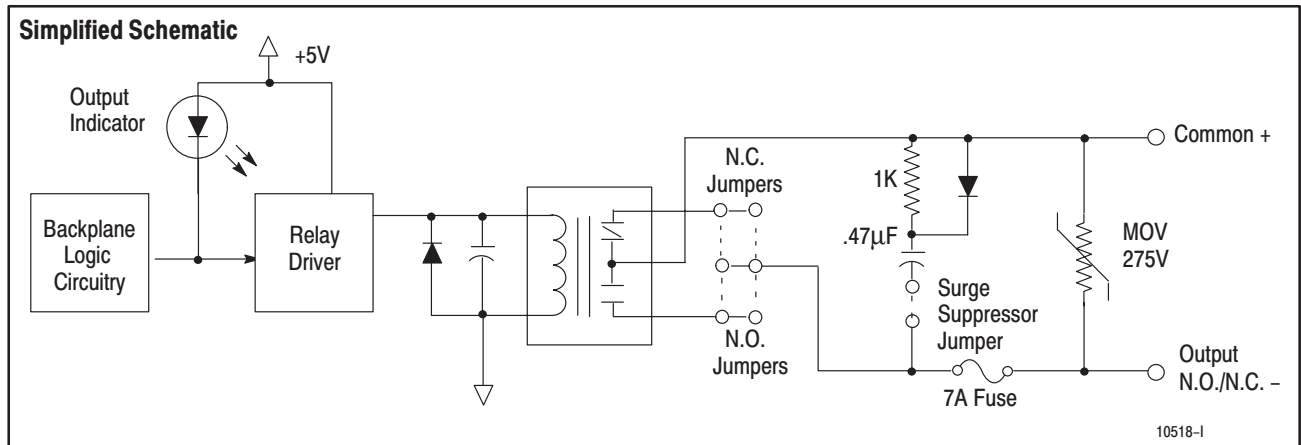 Simplified Schematic
+5V
Output
Indicator
Backplane
Logic
Circuitry
Relay
Driver
N.C.
Jumpers
N.O.
Jumpers
1K
.47µF
Surge
Suppressor
Jumper
7A Fuse
MOV
275V
Common +
Output
N.O./N.C. –
10518–I